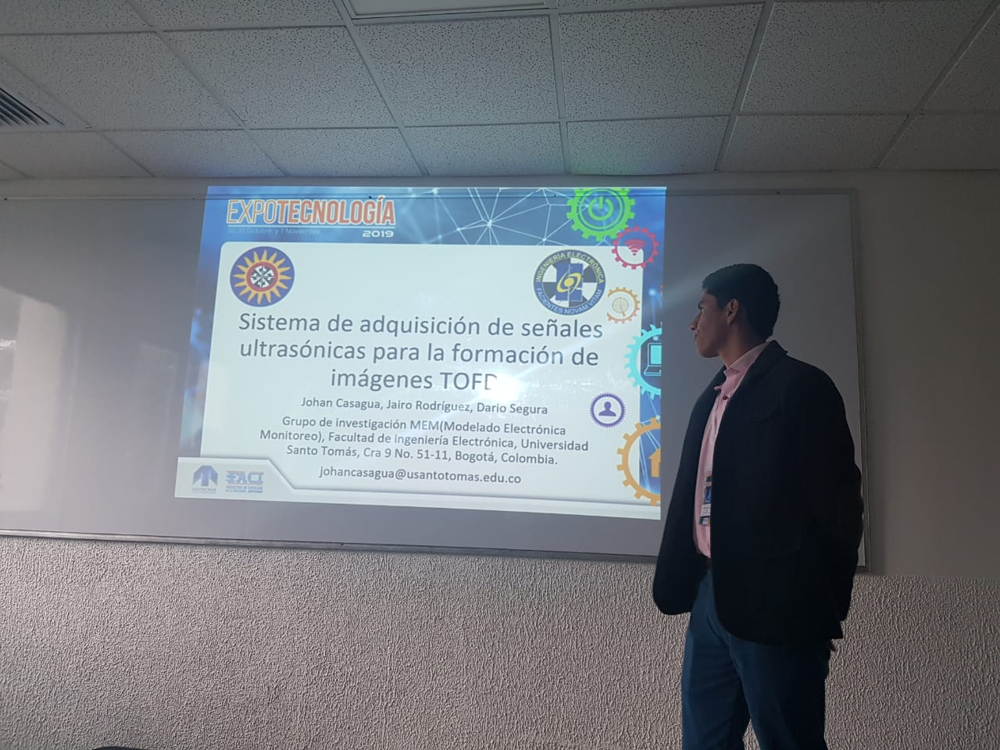 EXPOTECNOLOGÍA
30, 31 Octubre y 1 Noviembre
2019
INGENIERÍA ELECTRÓNICA
FACIENTES NOVAM VITAM
Sistema de adquisición de señales
ultrasónicas para la formación de
imágenes TOFD
Johan Casagua, Jairo Rodríguez, Dario Segura
Grupo de investigación MEM(Modelado Electrónica
Monitoreo), Facultad de ingeniería Electrónica, Universidad
Santo Tomás, Cra 9 No. 51-11, Bogotá, Colombia.
johancasagua@usantotomas.edu.co
UNITECNAR
FACI